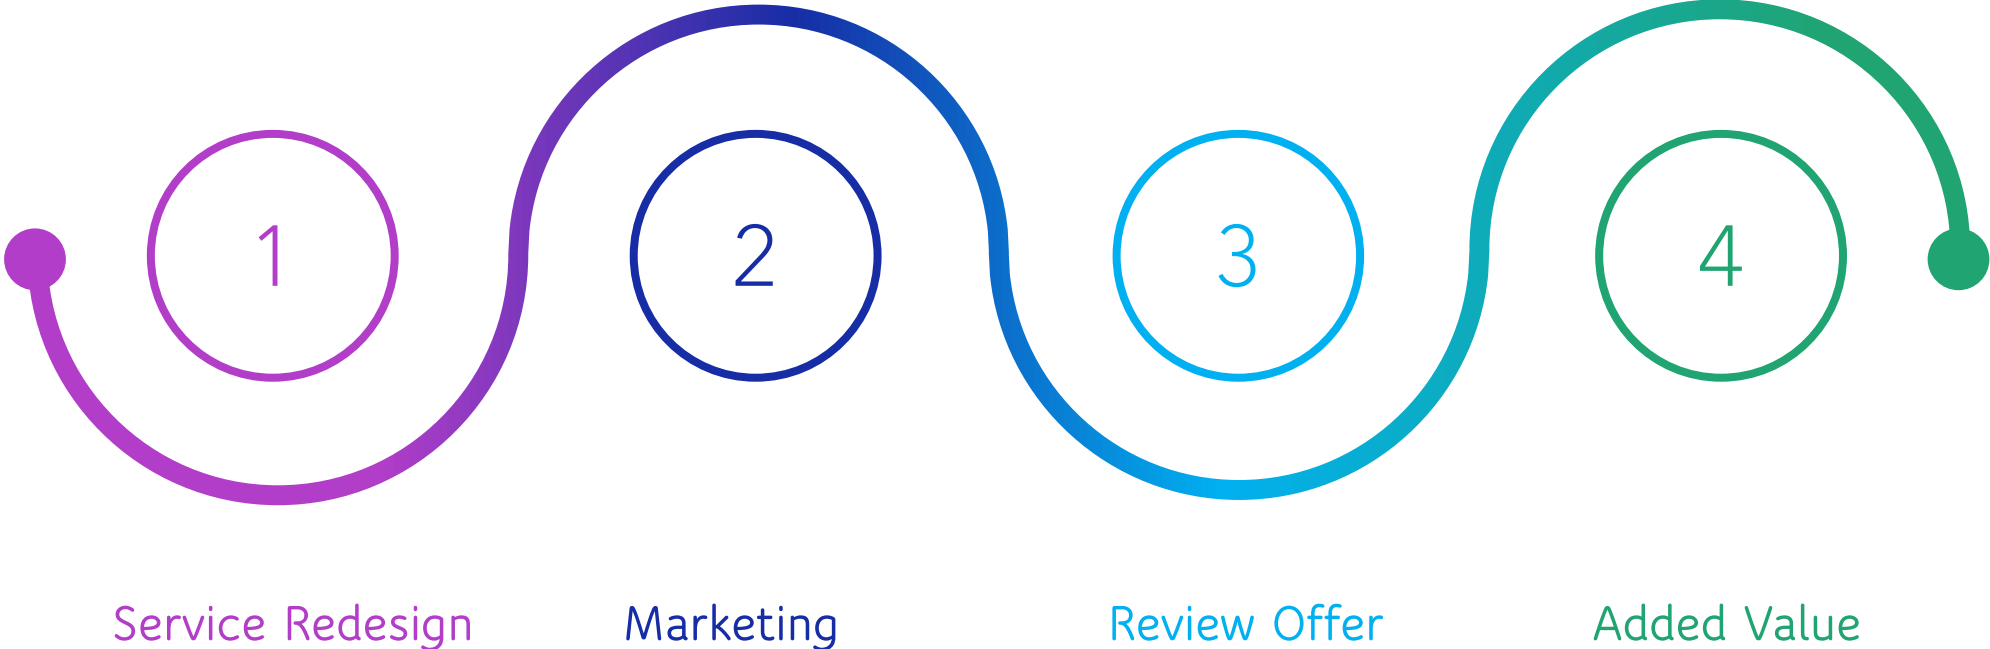 1
2
3
4
Service Redesign
Marketing
Review Offer
Added Value